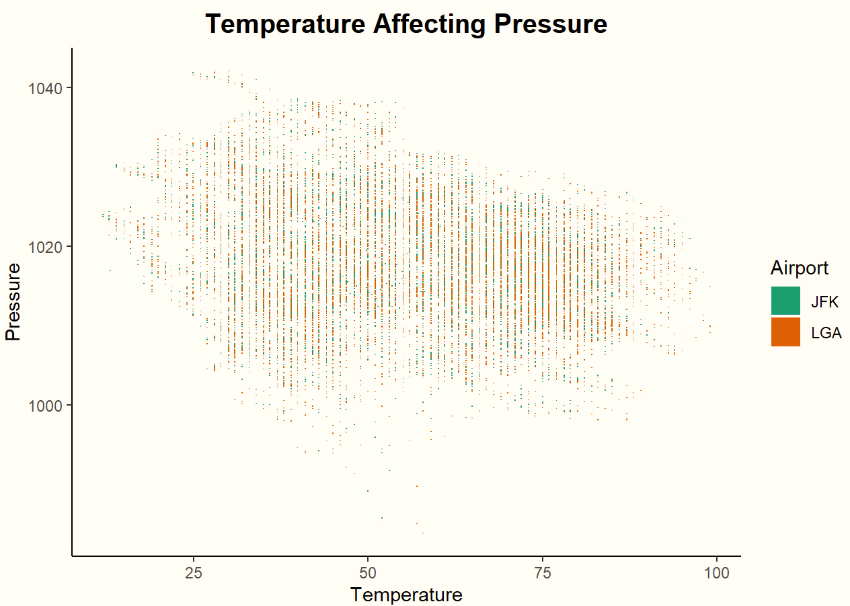 Temperature Affecting Pressure
1040
1020
1000
Pressure
25
50
75
100
Temperature
Airport
JFK
LGA